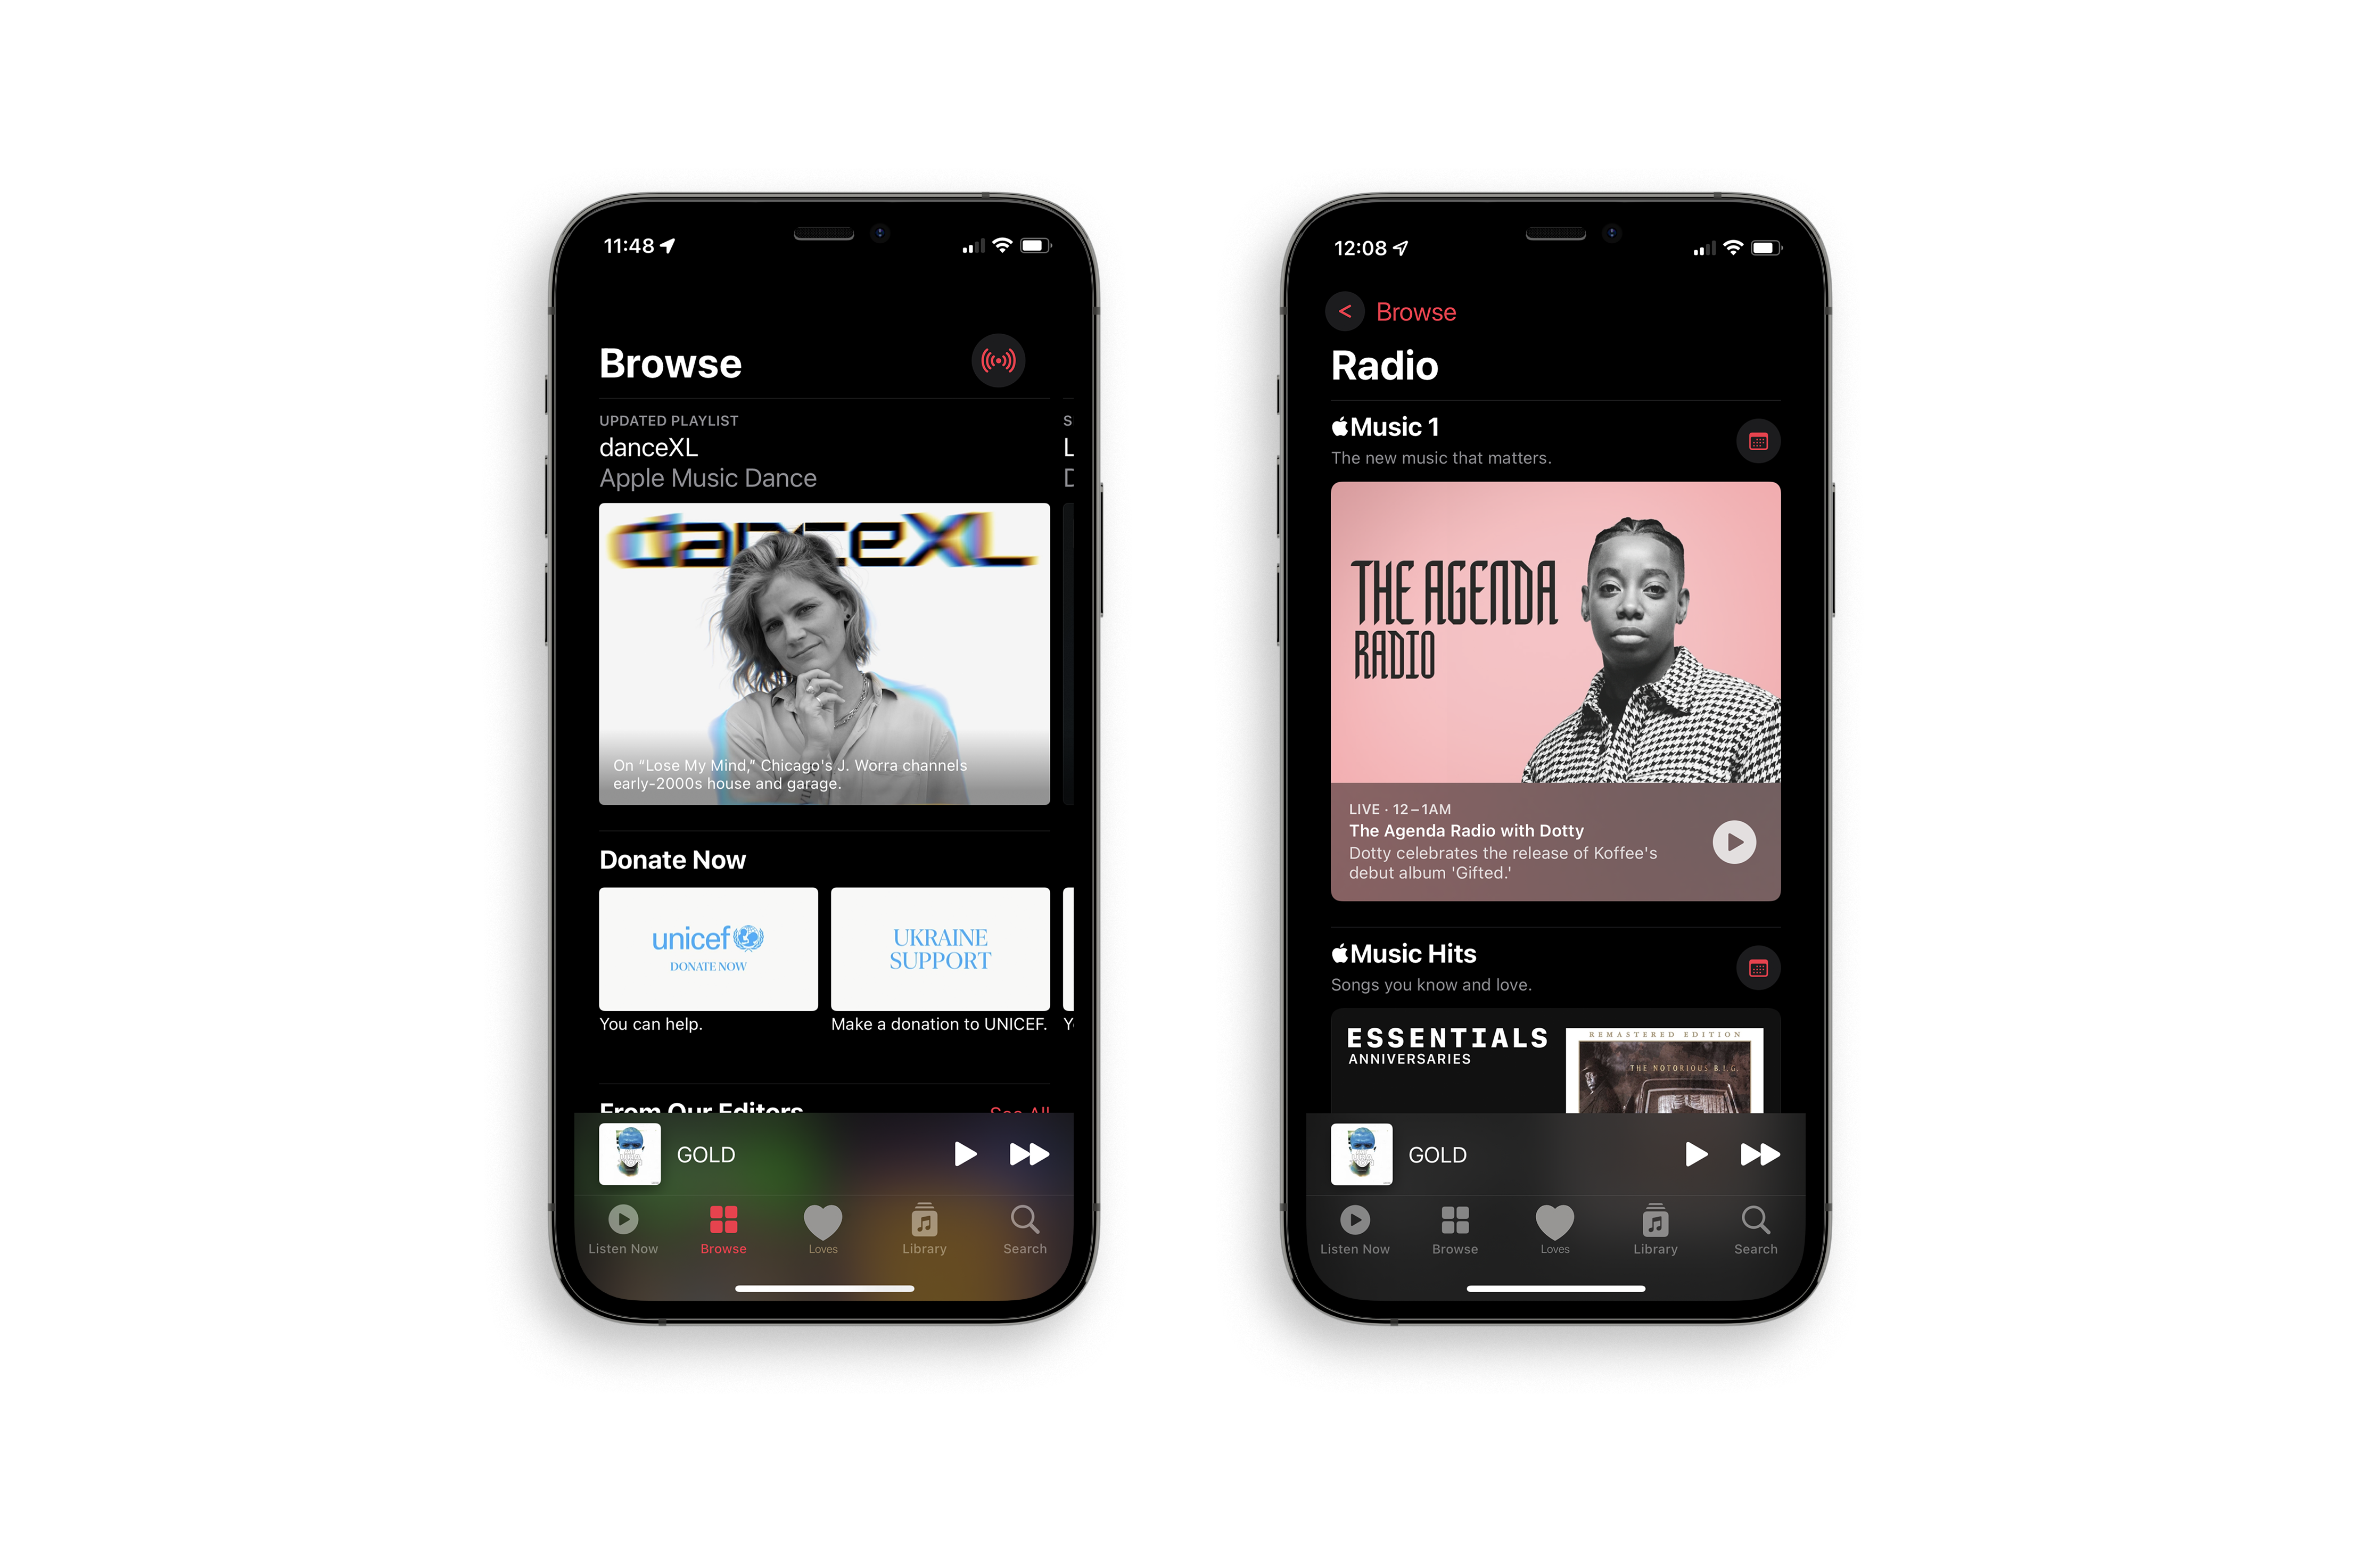 11:48
Browse
UPDATED PLAYLIST
danceXL
Apple Music Dance
S
L
D
danceXL
On “Lose My Mind,” Chicago's J. Worra channels
early-2000s house and garage.
Donate Now
unicef
DONATE NOW
You can help.
UKRAINE
SUPPORT
Make a donation to UNICEF.
From Our Editors
See All
GOLD
Listen Now
Browse
Loves
Library
Search
12:08
< Browse
Radio
Music 1
The new music that matters.
THE AGENDA
RADIO
LIVE · 12–1AM
The Agenda Radio with Dotty
Dotty celebrates the release of Koffee's
debut album 'Gifted.'
Music Hits
Songs you know and love.
ESSENTIALS
ANNIVERSARIES
REMASTERED EDITION
THE NOTORIOUS B.I.G.
GOLD
Listen Now
Browse
Loves
Library
Search